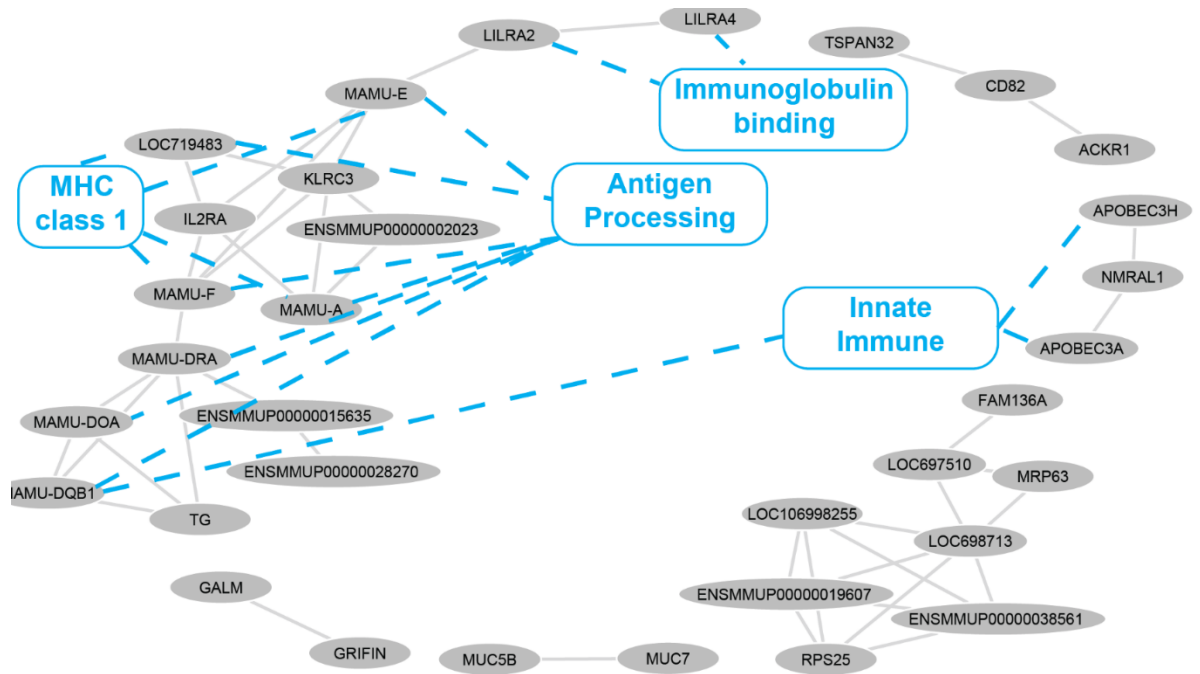 LILRA2
LILRA4
TSPAN32
CD82
ACKR1
MAMU-E
Immunoglobulin
binding
LOC719483
KLRC3
MHC
class 1
Antigen
Processing
IL2RA
ENSMMUP00000002023
APOBEC3H
NMRAL1
APOBEC3A
MAMU-F
MAMU-A
Innate
Immune
MAMU-DRA
MAMU-DOA
ENSMMUP00000015635
ENSMMUP00000028270
FAM136A
LOC697510
MRP63
AMU-DQB1
TG
LOC106998255
LOC698713
ENSMMUP00000019607
ENSMMUP00000038561
RPS25
GALM
GRIFIN
MUC5B
MUC7